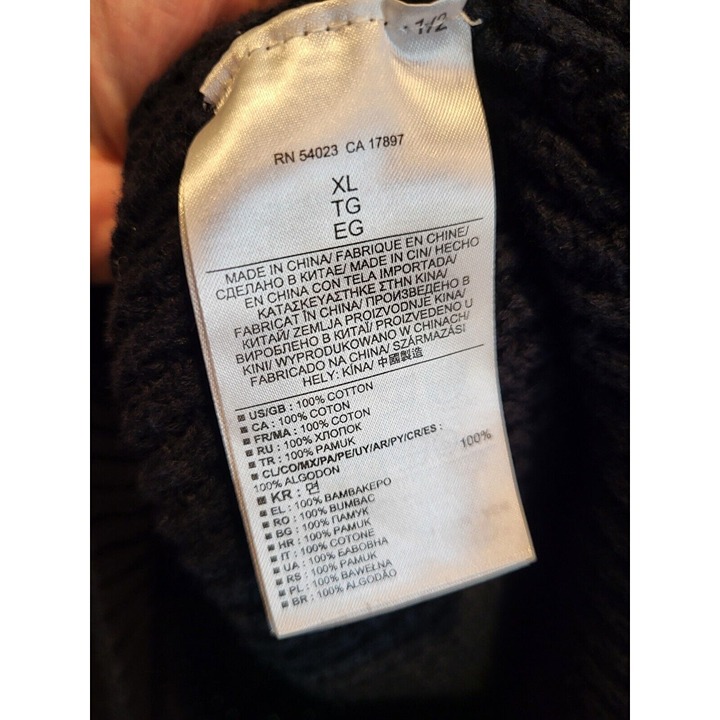 1/2
RN 54023 CA 17897
XL
TG
EG
MADE IN CHINA/ FABRIQUE EN CHINE/
СДЕЛАНО В КИТАЕ/ MADE IN CIN/ HECHO
EN CHINA CON TELA IMPORTADA/
ΚΑΤΑΣΚΕΥΑΣΤΗΚΕ ΣΤΗΝ ΚΙΝΑ/
FABRICAT ÎN CHINA/ ПРОИЗВЕДЕНО В
КИТАЙ/ ZEMLJA PROIZVODNJE KINA/
ВИРОБЛЕНО В КИТАЇ/ PROIZVEDENO U
KINI/ WYPRODUKOWANO W CHINACH/
FABRICADO NA CHINA/ SZÁRMAZÁSI
HELY: KÍNA/ 中國製造
US/GB : 100% COTTON
CA : 100% COTON
FR/MA : 100% COTON
RU : 100% ХЛОПОК
TR : 100% PAMUK
CL/CO/MX/PA/PE/UY/AR/PY/CR/ES :
100% ALGODON
KR : 면 100%
EL : 100% ΒΑΜΒΑΚΕΡΟ
RO : 100% BUMBAC
BG : 100% ПАМУК
HR : 100% PAMUK
IT : 100% COTONE
UA : 100% БАВОВНА
RS : 100% PAMUK
PL : 100% BAWEŁNA
BR : 100% ALGODÃO